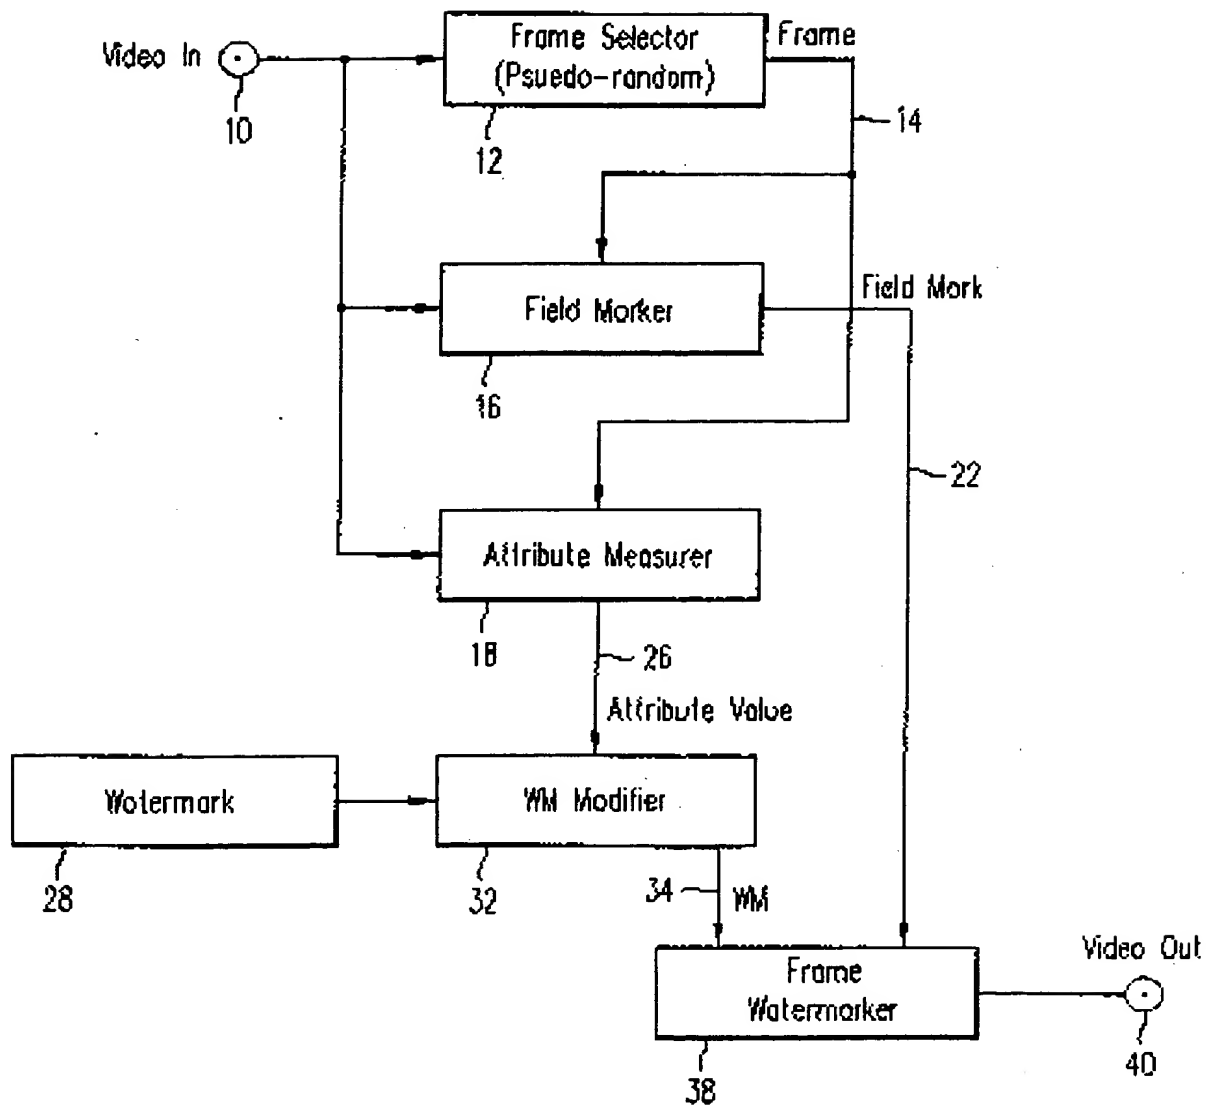 Video In
10
Frame Selector
(Psuedo-random)
12
Frame
14
Field Marker
16
Field Mark
22
Attribute Measurer
18
26
Attribute Value
Watermark
28
WM Modifier
32
34
WM
Frame
Watermarker
38
Video Out
40